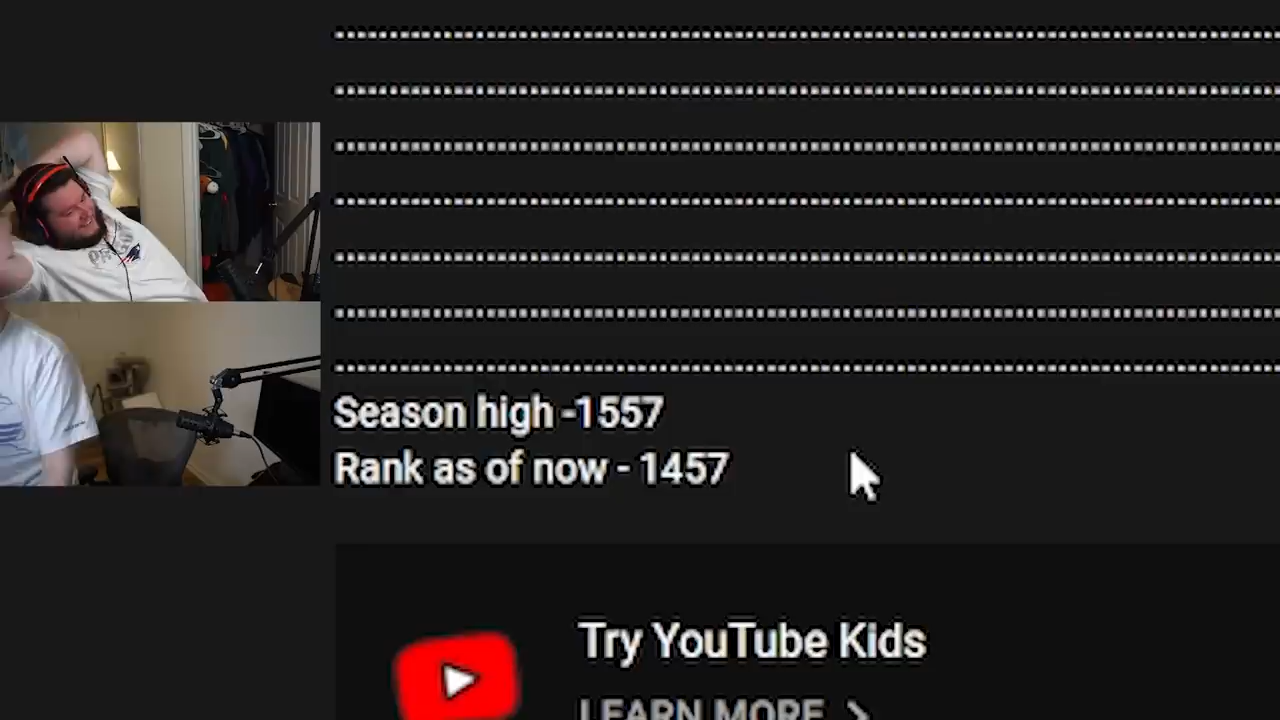 Season high -1557
Rank as of now - 1457
Try YouTube Kids
LEARN MORE